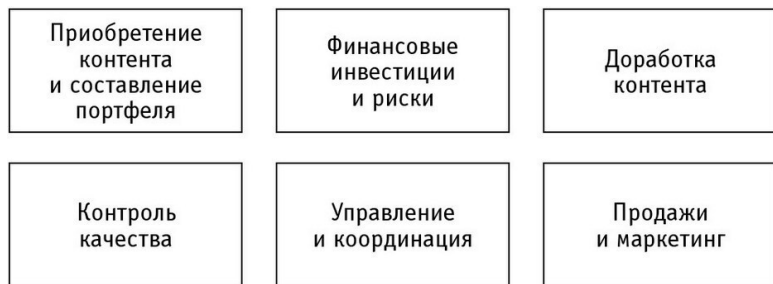 Приобретение
контента
и составление
портфеля
Финансовые
инвестиции
и риски
Доработка
контента
Контроль
качества
Управление
и координация
Продажи
и маркетинг